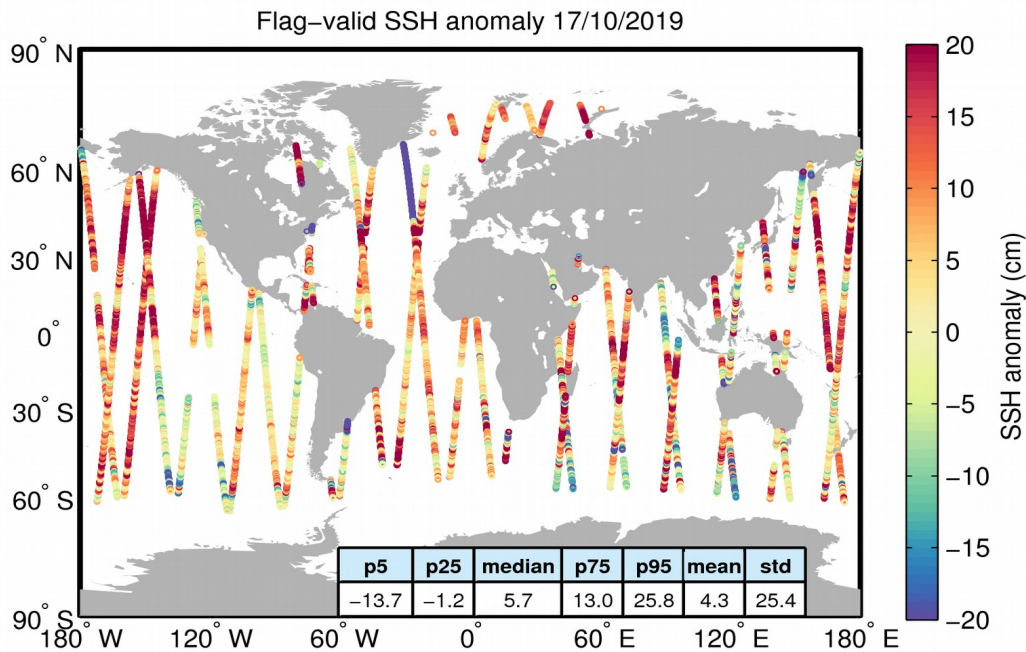 Flag−valid SSH anomaly 17/10/2019
90° N
60° N
30° N
0°
30° S
60° S
90° S
180° W
120° W
60° W
0°
60° E
120° E
180° E
p5 p25 median p75 p95 mean std
−13.7 −1.2 5.7 13.0 25.8 4.3 25.4
20
15
10
5
0
−5
−10
−15
−20
SSH anomaly (cm)